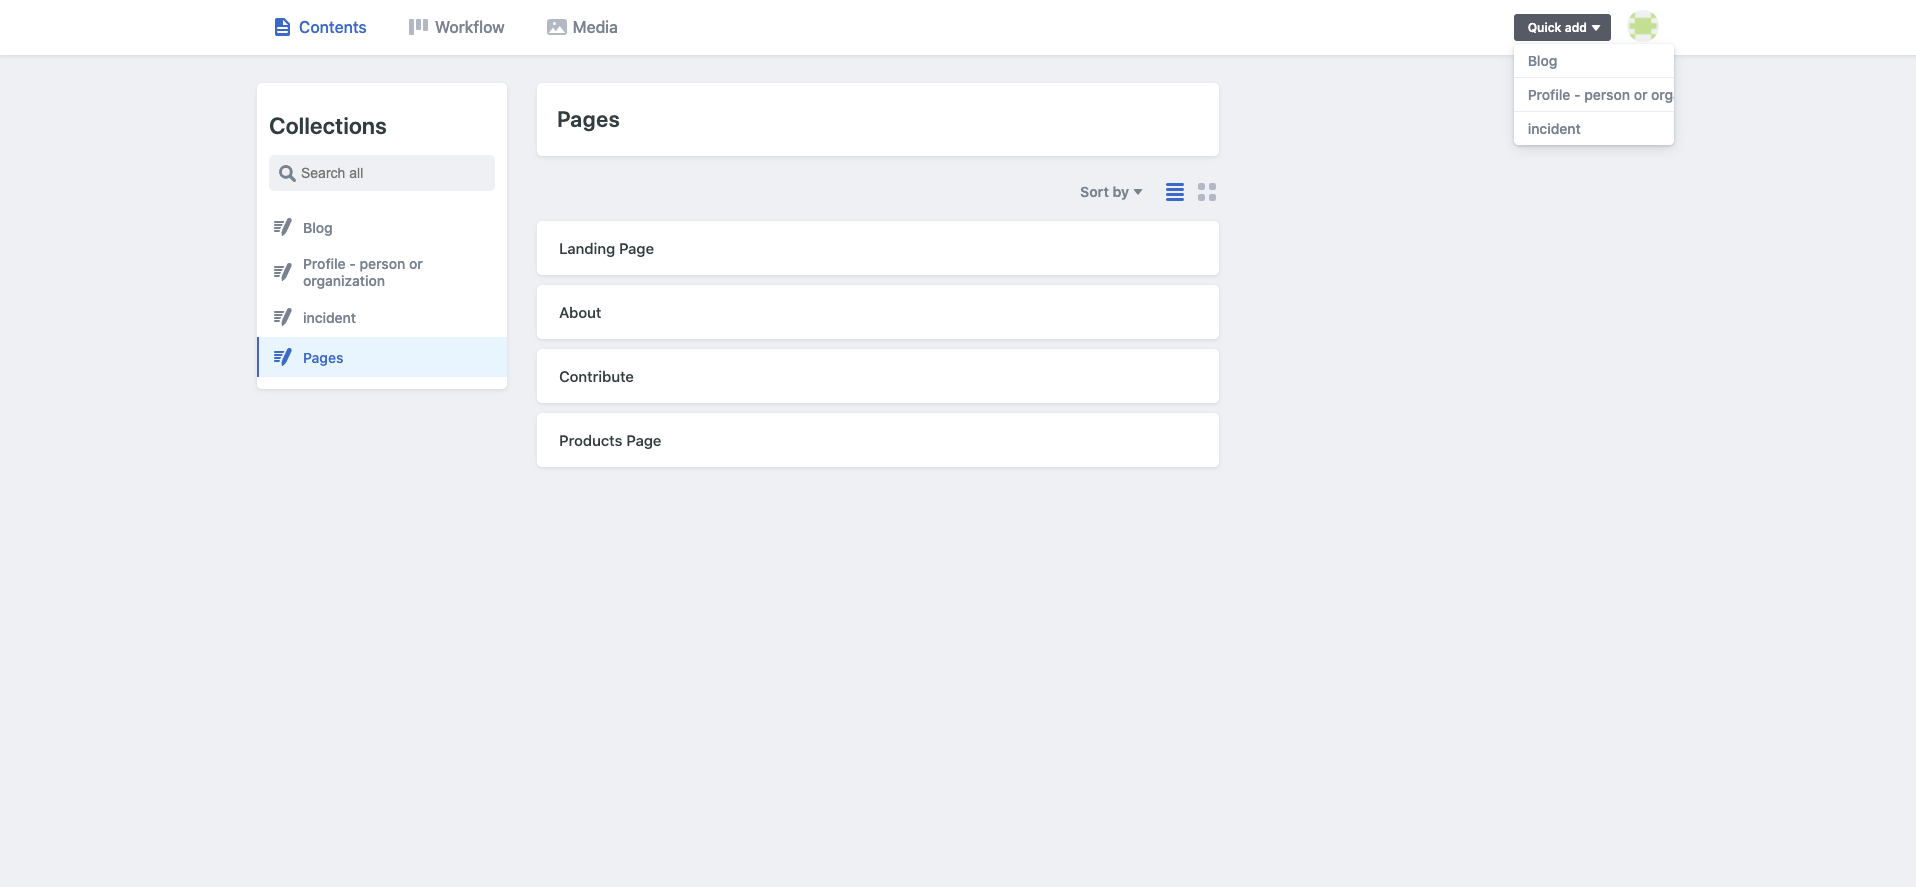 Contents
Workflow
Media
Quick add
Blog
Profile - person or org
incident
Collections
Search all
Blog
Profile - person or
organization
incident
Pages
Pages
Sort by
Landing Page
About
Contribute
Products Page